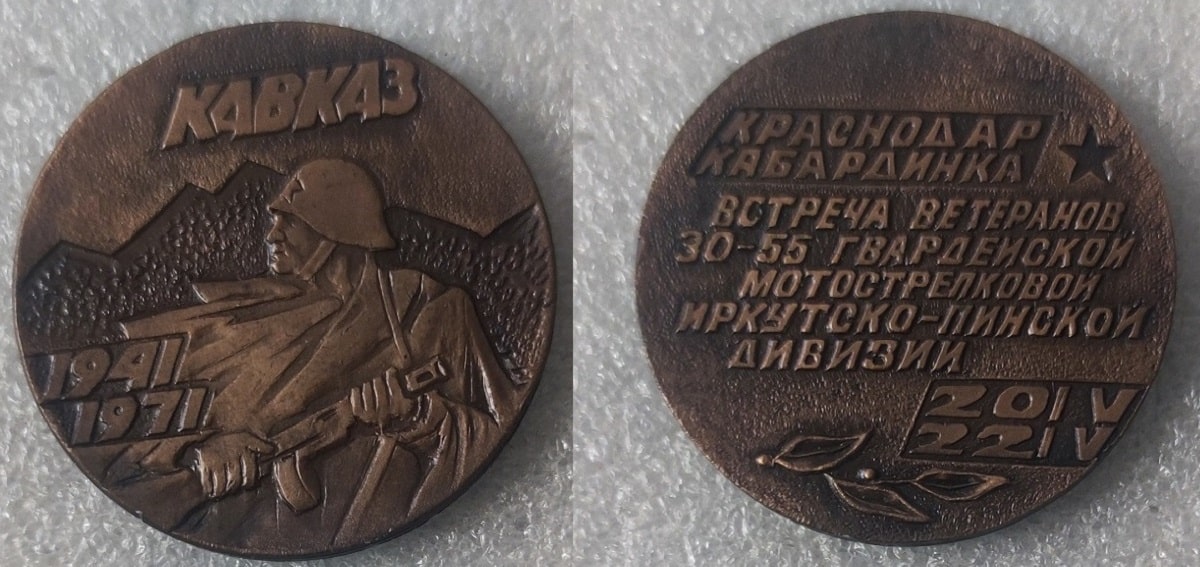 КАВКАЗ
1941
1971
КРАСНОДАР
КАБАРДИНКА
ВСТРЕЧА ВЕТЕРАНОВ
30-55 ГВАРДЕЙСКОЙ
МОТОСТРЕЛКОВОЙ
ИРКУТСКО-ПИНСКОЙ
ДИВИЗИИ
20/V
22/V